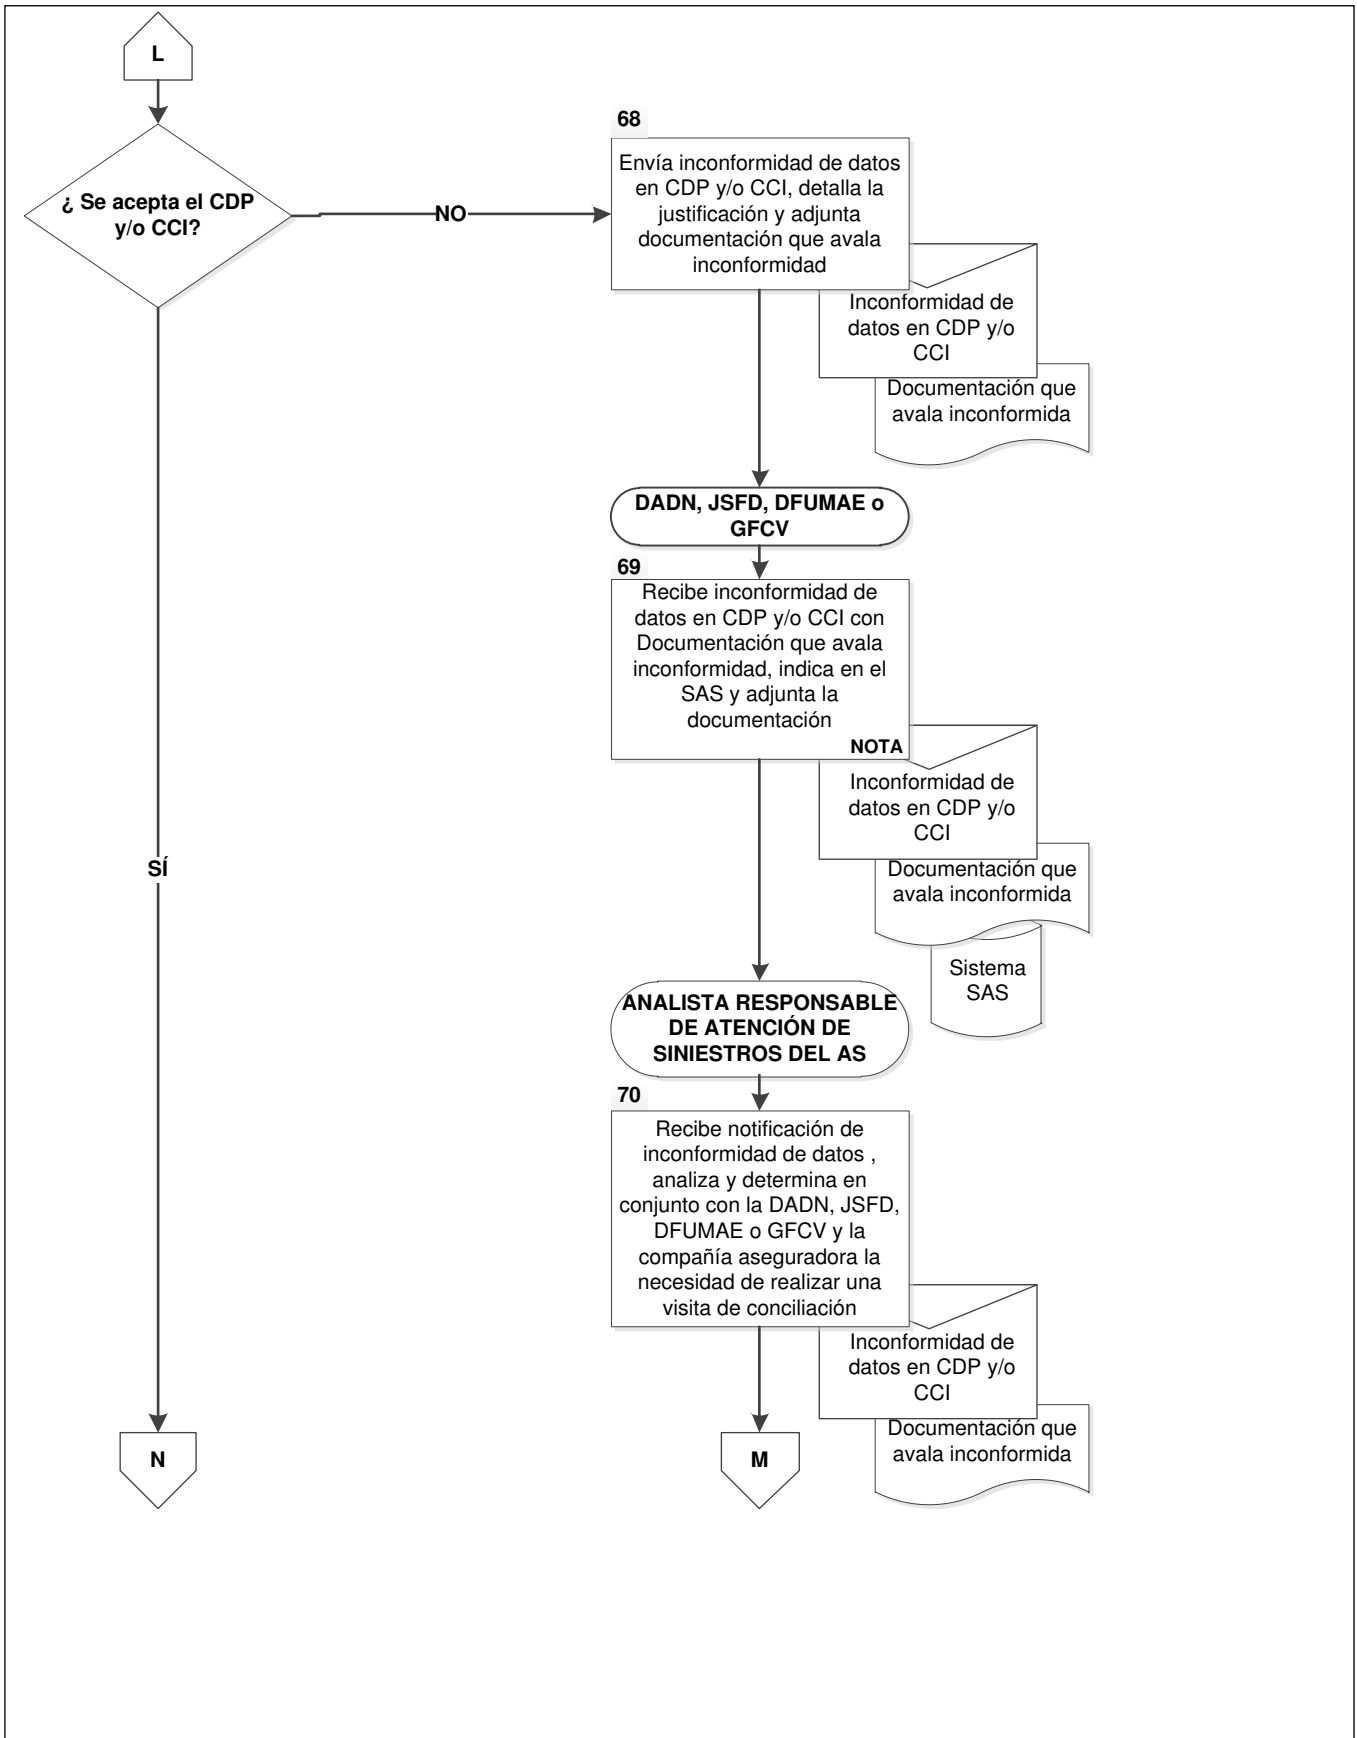 L
¿ Se acepta el CDP
y/o CCI?
NO
SÍ
N
68
Envía inconformidad de datos
en CDP y/o CCI, detalla la
justificación y adjunta
documentación que avala
inconformidad
Inconformidad de
datos en CDP y/o
CCI
Documentación que
avala inconformida
DADN, JSFD, DFUMAE o
GFCV
69
Recibe inconformidad de
datos en CDP y/o CCI con
Documentación que avala
inconformidad, indica en el
SAS y adjunta la
documentación
NOTA
Inconformidad de
datos en CDP y/o
CCI
Documentación que
avala inconformida
Sistema
SAS
ANALISTA RESPONSABLE
DE ATENCIÓN DE
SINIESTROS DEL AS
70
Recibe notificación de
inconformidad de datos ,
analiza y determina en
conjunto con la DADN, JSFD,
DFUMAE o GFCV y la
compañía aseguradora la
necesidad de realizar una
visita de conciliación
Inconformidad de
datos en CDP y/o
CCI
Documentación que
avala inconformida
M